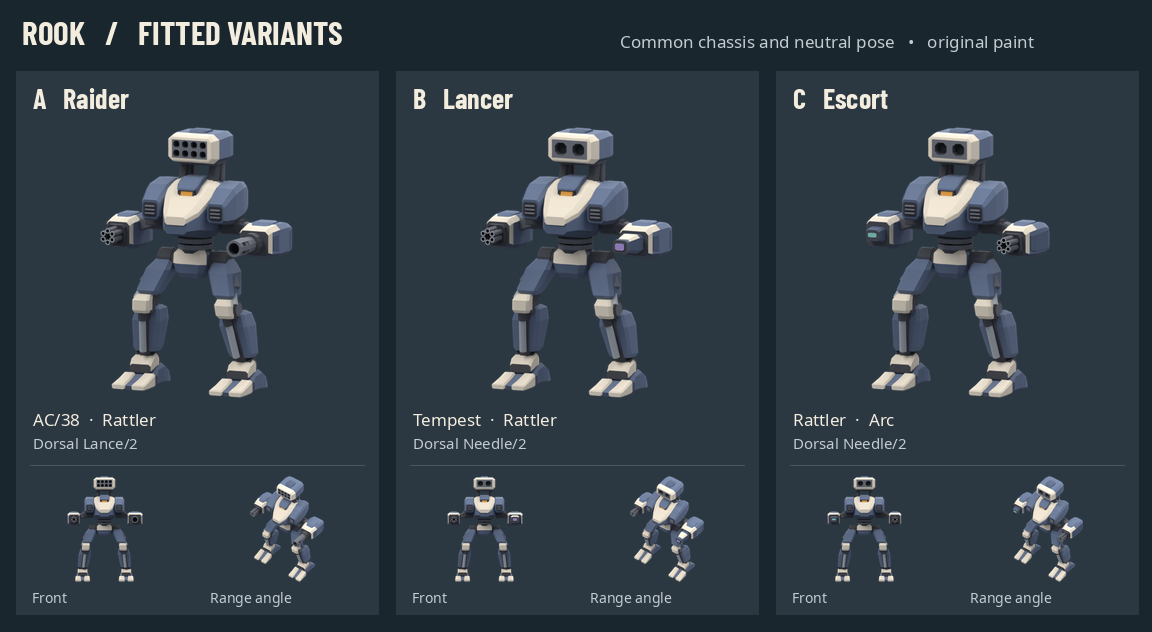 ROOK / FITTED VARIANTS
Common chassis and neutral pose • original paint
A Raider
AC/38 · Rattler
Dorsal Lance/2
Front
Range angle
B Lancer
Tempest · Rattler
Dorsal Needle/2
Front
Range angle
C Escort
Rattler · Arc
Dorsal Needle/2
Front
Range angle